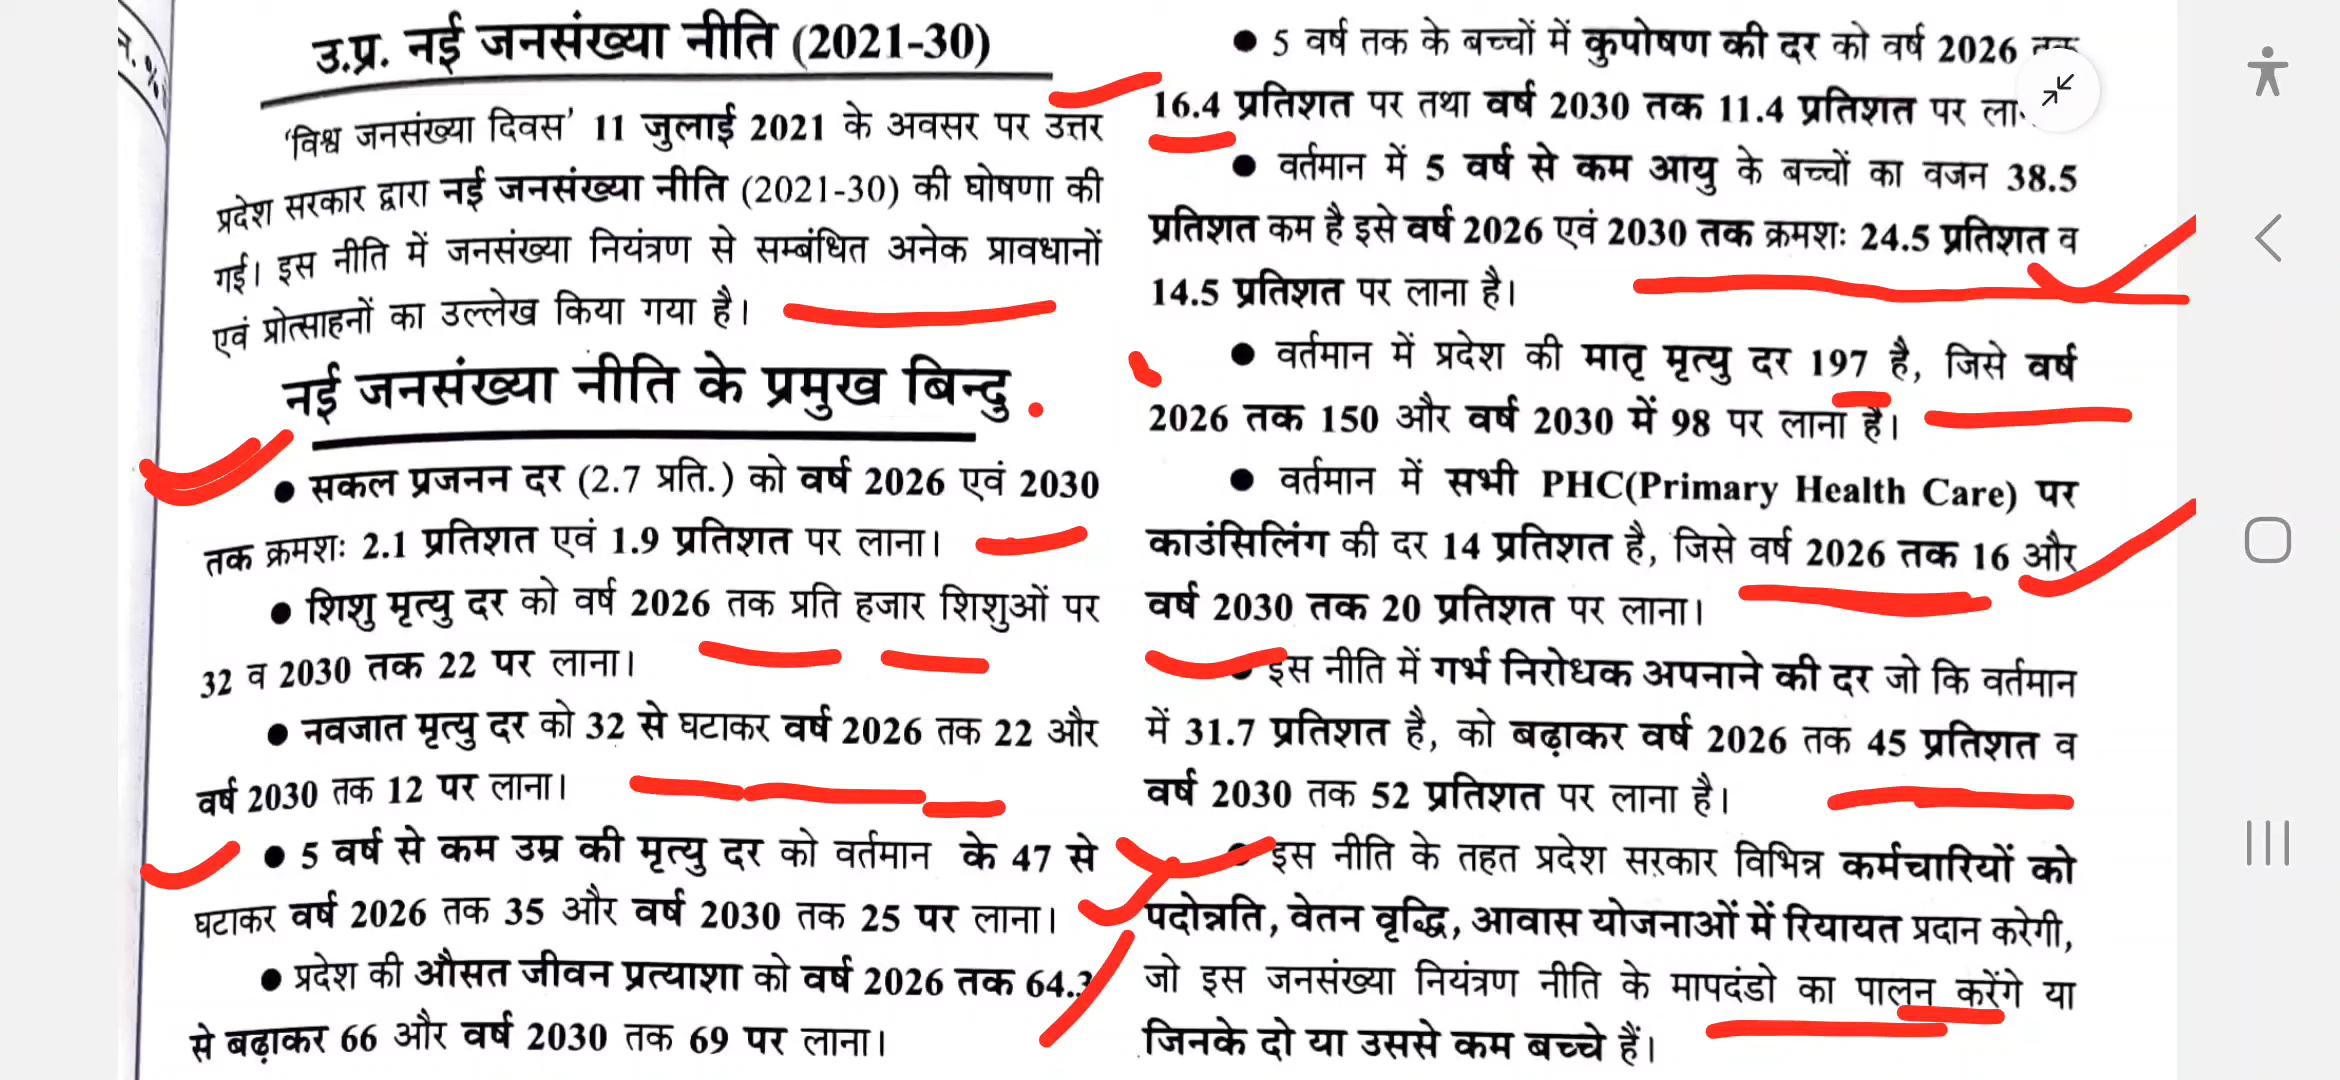 न. %
उ.प्र. नई जनसंख्या नीति (2021-30)
‘विश्व जनसंख्या दिवस’ 11 जुलाई 2021 के अवसर पर उत्तर
प्रदेश सरकार द्वारा नई जनसंख्या नीति (2021-30) की घोषणा की
गई। इस नीति में जनसंख्या नियंत्रण से सम्बंधित अनेक प्रावधानों
एवं प्रोत्साहनों का उल्लेख किया गया है।
नई जनसंख्या नीति के प्रमुख बिन्दु
● सकल प्रजनन दर (2.7 प्रति.) को वर्ष 2026 एवं 2030
तक क्रमशः 2.1 प्रतिशत एवं 1.9 प्रतिशत पर लाना।
● शिशु मृत्यु दर को वर्ष 2026 तक प्रति हजार शिशुओं पर
32 व 2030 तक 22 पर लाना।
● नवजात मृत्यु दर को 32 से घटाकर वर्ष 2026 तक 22 और
वर्ष 2030 तक 12 पर लाना।
● 5 वर्ष से कम उम्र की मृत्यु दर को वर्तमान के 47 से
घटाकर वर्ष 2026 तक 35 और वर्ष 2030 तक 25 पर लाना।
● प्रदेश की औसत जीवन प्रत्याशा को वर्ष 2026 तक 64.3
से बढ़ाकर 66 और वर्ष 2030 तक 69 पर लाना।
● 5 वर्ष तक के बच्चों में कुपोषण की दर को वर्ष 2026 तक
16.4 प्रतिशत पर तथा वर्ष 2030 तक 11.4 प्रतिशत पर
● वर्तमान में 5 वर्ष से कम आयु के बच्चों का वजन 38.5
प्रतिशत कम है इसे वर्ष 2026 एवं 2030 तक क्रमशः 24.5 प्रतिशत व
14.5 प्रतिशत पर लाना है।
● वर्तमान में प्रदेश की मातृ मृत्यु दर 197 है, जिसे वर्ष
2026 तक 150 और वर्ष 2030 में 98 पर लाना है।
● वर्तमान में सभी PHC(Primary Health Care) पर
काउंसिलिंग की दर 14 प्रतिशत है, जिसे वर्ष 2026 तक 16 और
वर्ष 2030 तक 20 प्रतिशत पर लाना।
● इस नीति में गर्भ निरोधक अपनाने की दर जो कि वर्तमान
में 31.7 प्रतिशत है, को बढ़ाकर वर्ष 2026 तक 45 प्रतिशत व
वर्ष 2030 तक 52 प्रतिशत पर लाना है।
● इस नीति के तहत प्रदेश सरकार विभिन्न कर्मचारियों को
पदोन्नति, वेतन वृद्धि, आवास योजनाओं में रियायत प्रदान करेगी,
जो इस जनसंख्या नियंत्रण नीति के मापदंडो का पालन करेंगे या
जिनके दो या उससे कम बच्चे हैं।